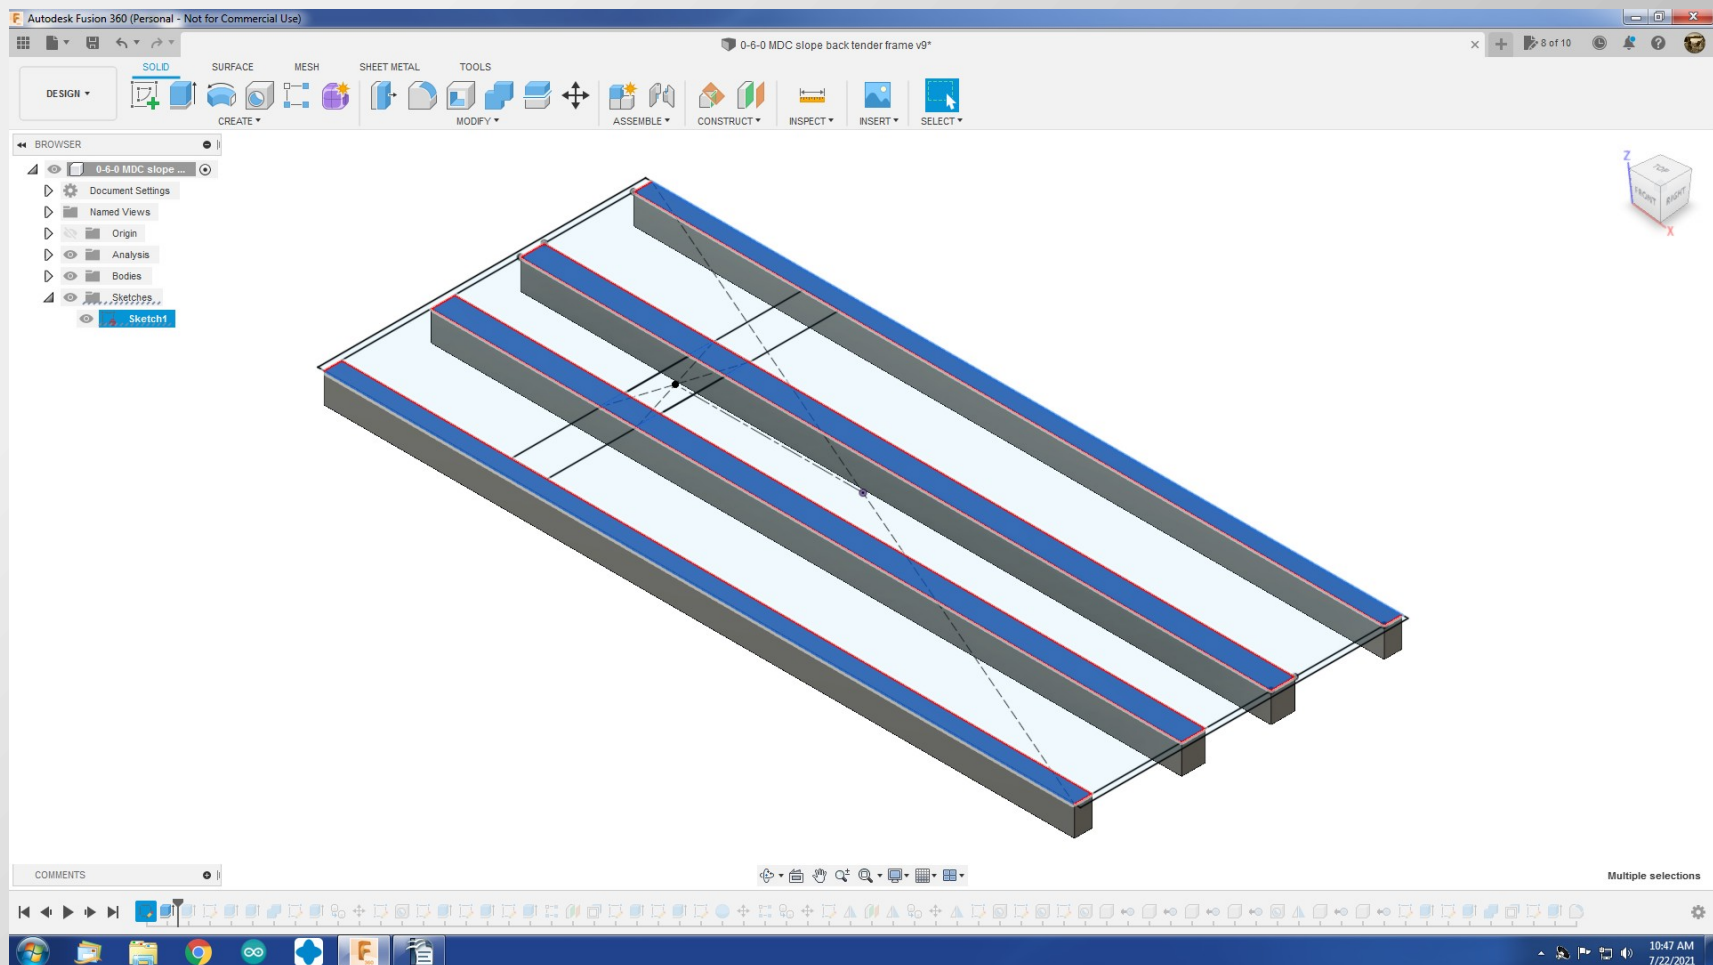 Autodesk Fusion 360 (Personal - Not for Commercial Use)
0-6-0 MDC slope back tender frame v9*
8 of 10
SOLID SURFACE MESH SHEET METAL TOOLS
DESIGN
CREATE MODIFY ASSEMBLE CONSTRUCT INSPECT INSERT SELECT
BROWSER
0-6-0 MDC slope ...
Document Settings
Named Views
Origin
Analysis
Bodies
Sketches
Sketch1
Z
TOP
FRONT RIGHT
X
COMMENTS
Multiple selections
10:47 AM
7/22/2021